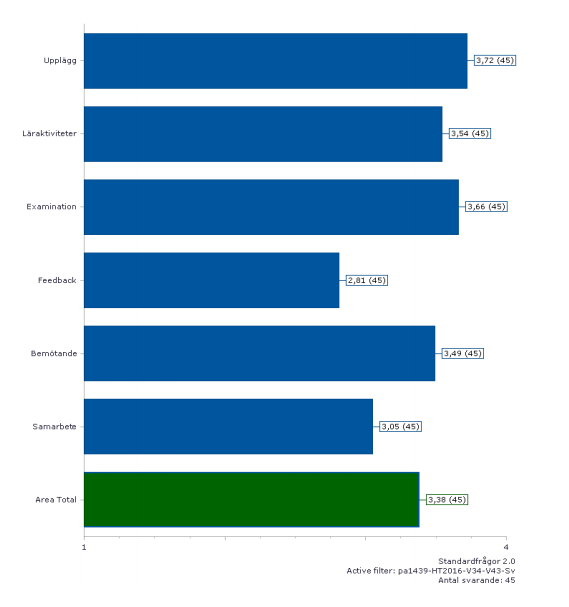 Upplägg
3,72 (45)
Läraktiviteter
3,54 (45)
Examination
3,66 (45)
Feedback
2,81 (45)
Bemötande
3,49 (45)
Samarbete
3,05 (45)
Area Total
3,38 (45)
1
4
Standardfrågor 2.0
Active filter: pa1439-HT2016-V34-V43-Sv
Antal svarande: 45